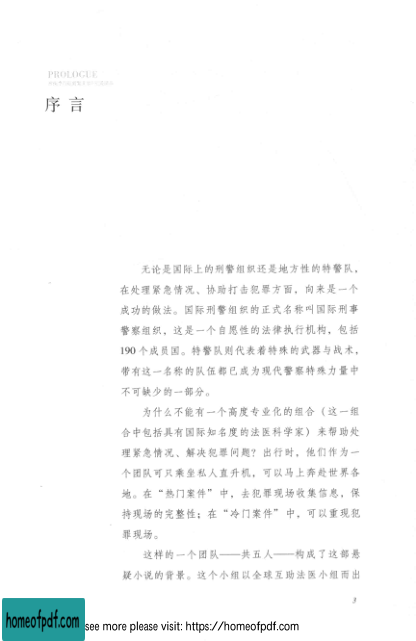 PROLOGUE
序言
无论是国际上的刑警组织还是地方性的特警队，
在处理紧急情况、协助打击犯罪方面，向来是一个
成功的做法。国际刑警组织的正式名称叫国际刑事
警察组织，这是一个自愿性的法律执行机构，包括
190 个成员国。特警队则代表着特殊的武器与战术，
带有这一名称的队伍都已成为现代警察特殊力量中
不可缺少的一部分。
为什么不能有一个高度专业化的组合（这一组
合中包括具有国际知名度的法医科学家）来帮助处
理紧急情况、解决犯罪问题？出行时，他们作为一
个团队可只乘坐私人直升机，可以马上奔赴世界各
地。在“热门案件”中，去犯罪现场收集信息，保
持现场的完整性；在“冷门案件”中，可以重现犯
罪现场。
这样的一个团队——共五人——构成了这部悬
疑小说的背景。这个小组以全球互助法医小组而出
3
homeofpdf.com
see more please visit: https://homeofpdf.com